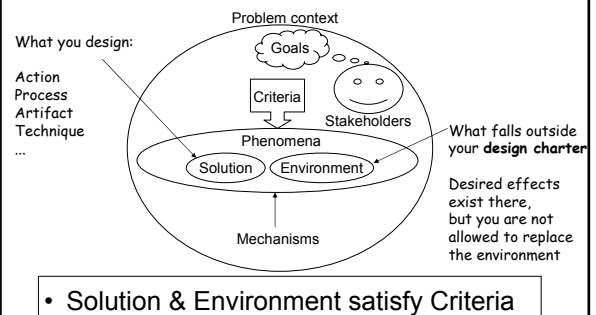 Problem context
What you design:
Action
Process
Artifact
Technique
...
Goals
Criteria
Stakeholders
Phenomena
Solution
Environment
Mechanisms
What falls outside
your design charter
Desired effects
exist there,
but you are not
allowed to replace
the environment
• Solution & Environment satisfy Criteria